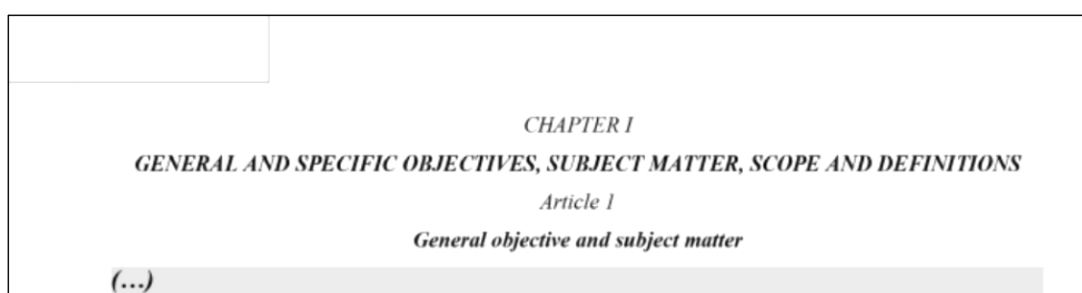 CHAPTER I
GENERAL AND SPECIFIC OBJECTIVES, SUBJECT MATTER, SCOPE AND DEFINITIONS
Article 1
General objective and subject matter
(...)